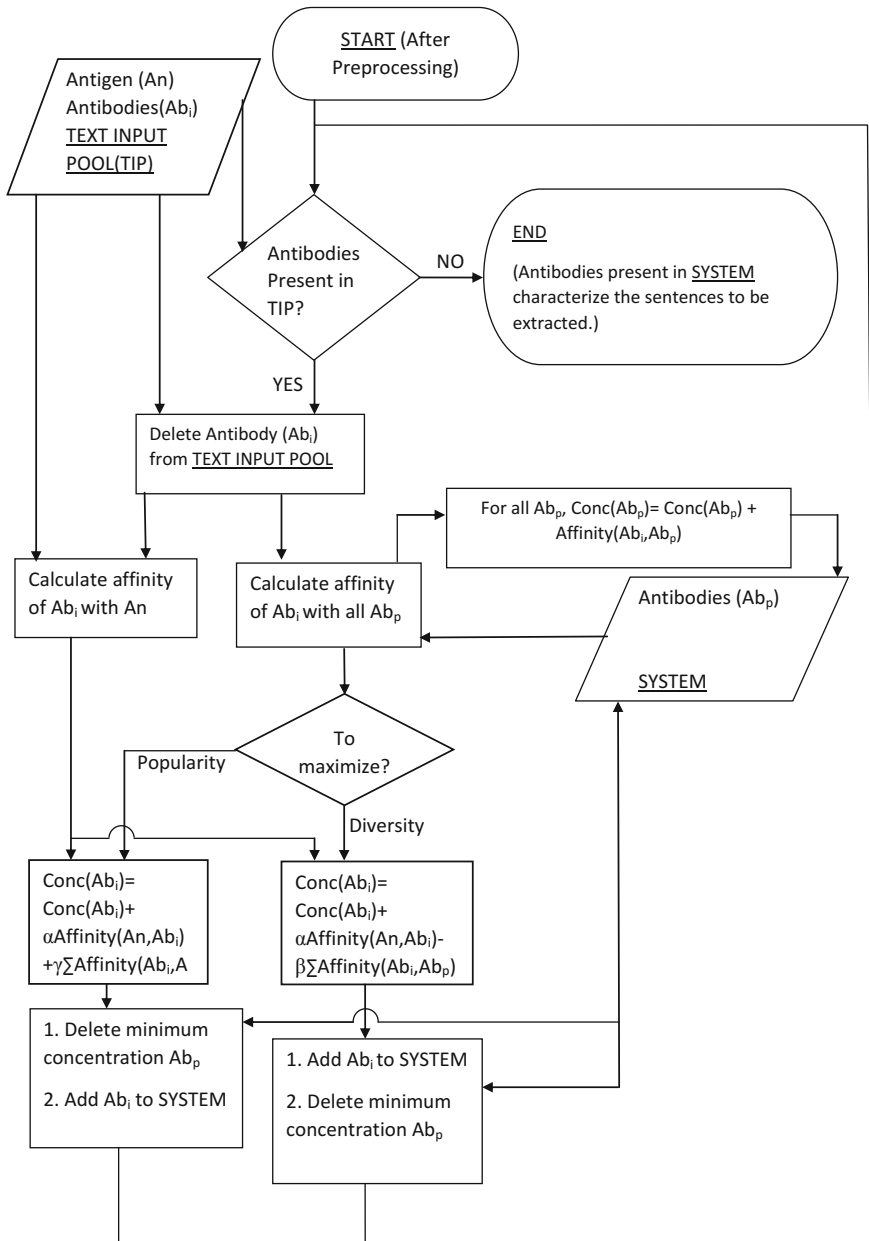 START (After
Preprocessing)
Antigen (An)
Antibodies(Abᵢ)
TEXT INPUT
POOL(TIP)
Antibodies
Present in
TIP?
NO
END
(Antibodies present in SYSTEM
characterize the sentences to be
extracted.)
YES
Delete Antibody (Abᵢ)
from TEXT INPUT POOL
For all Abₚ, Conc(Abₚ)= Conc(Abₚ) +
Affinity(Abᵢ,Abₚ)
Calculate affinity
of Abᵢ with An
Calculate affinity
of Abᵢ with all Abₚ
Antibodies (Abₚ)
SYSTEM
To
maximize?
Popularity
Diversity
Conc(Abᵢ)=
Conc(Abᵢ)+
αAffinity(An,Abᵢ)
+γ∑Affinity(Abᵢ,A
Conc(Abᵢ)=
Conc(Abᵢ)+
αAffinity(An,Abᵢ)-
β∑Affinity(Abᵢ,Abₚ)
1. Delete minimum
concentration Abₚ
2. Add Abᵢ to SYSTEM
1. Add Abᵢ to SYSTEM
2. Delete minimum
concentration Abₚ